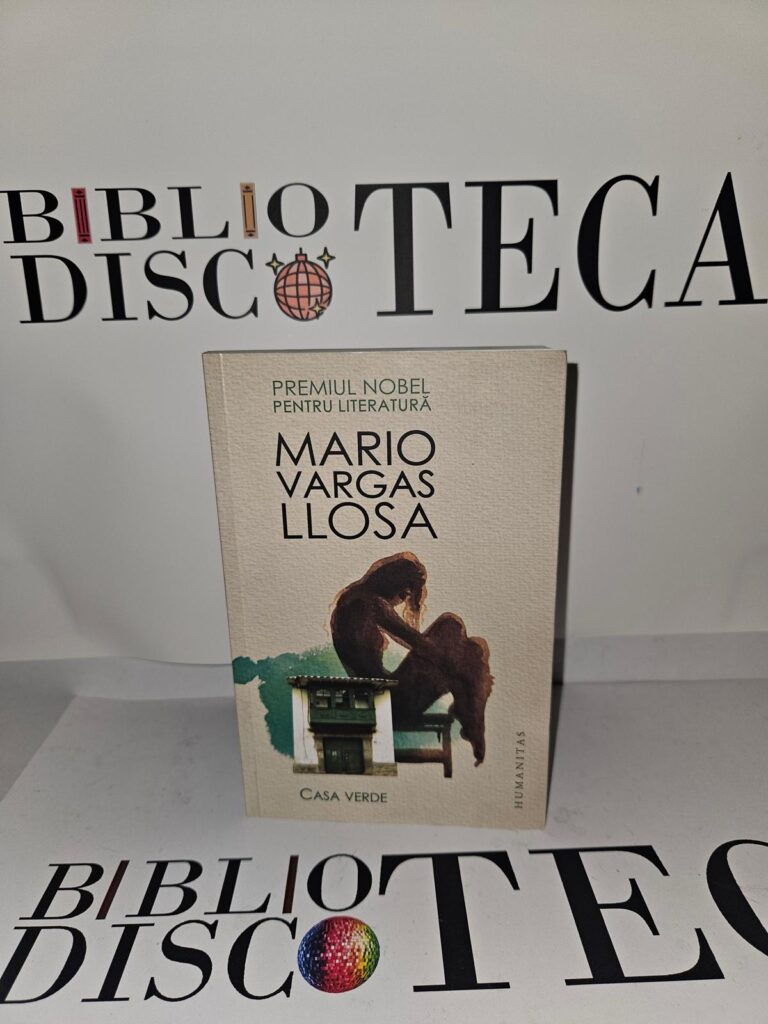 BIBLIO
DISCOTECA
PREMIUL NOBEL
PENTRU LITERATURĂ
MARIO
VARGAS
LLOSA
CASA VERDE
HUMANITAS
BIBLIO
DISCOTEC